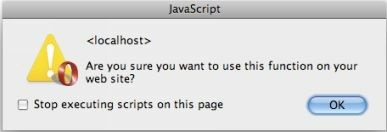 JavaScript
<localhost>
Are you sure you want to use this function on your
web site?
Stop executing scripts on this page
OK